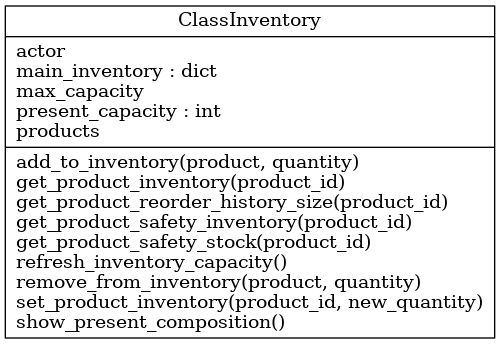 ClassInventory
actor
main_inventory : dict
max_capacity
present_capacity : int
products
add_to_inventory(product, quantity)
get_product_inventory(product_id)
get_product_reorder_history_size(product_id)
get_product_safety_inventory(product_id)
get_product_safety_stock(product_id)
refresh_inventory_capacity()
remove_from_inventory(product, quantity)
set_product_inventory(product_id, new_quantity)
show_present_composition()